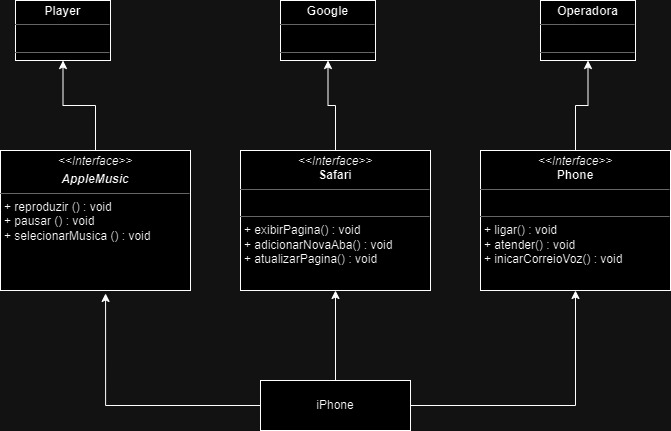 Player
Google
Operadora
<<Interface>>
AppleMusic
+ reproduzir () : void
+ pausar () : void
+ selecionarMusica () : void
<<Interface>>
Safari
+ exibirPagina() : void
+ adicionarNovaAba() : void
+ atualizarPagina() : void
<<Interface>>
Phone
+ ligar() : void
+ atender() : void
+ inicarCorreioVoz() : void
iPhone